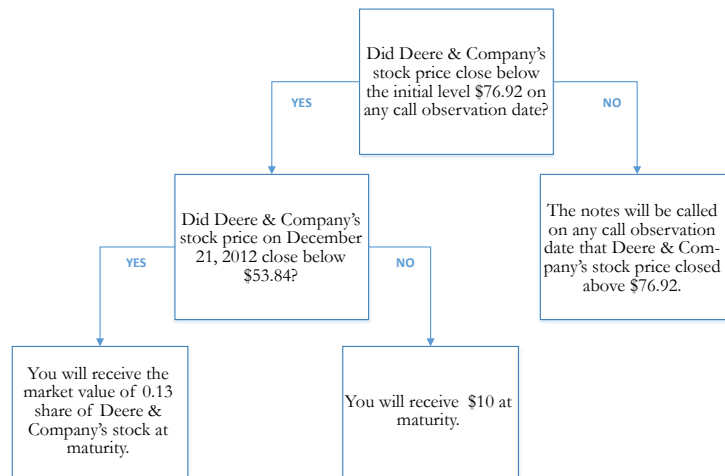 Did Deere & Company's
stock price close below
the initial level $76.92 on
any call observation date?
YES
NO
Did Deere & Company's
stock price on December
21, 2012 close below
$53.84?
The notes will be called
on any call observation
date that Deere & Com-
pany's stock price closed
above $76.92.
YES
NO
You will receive the
market value of 0.13
share of Deere &
Company's stock at
maturity.
You will receive $10 at
maturity.